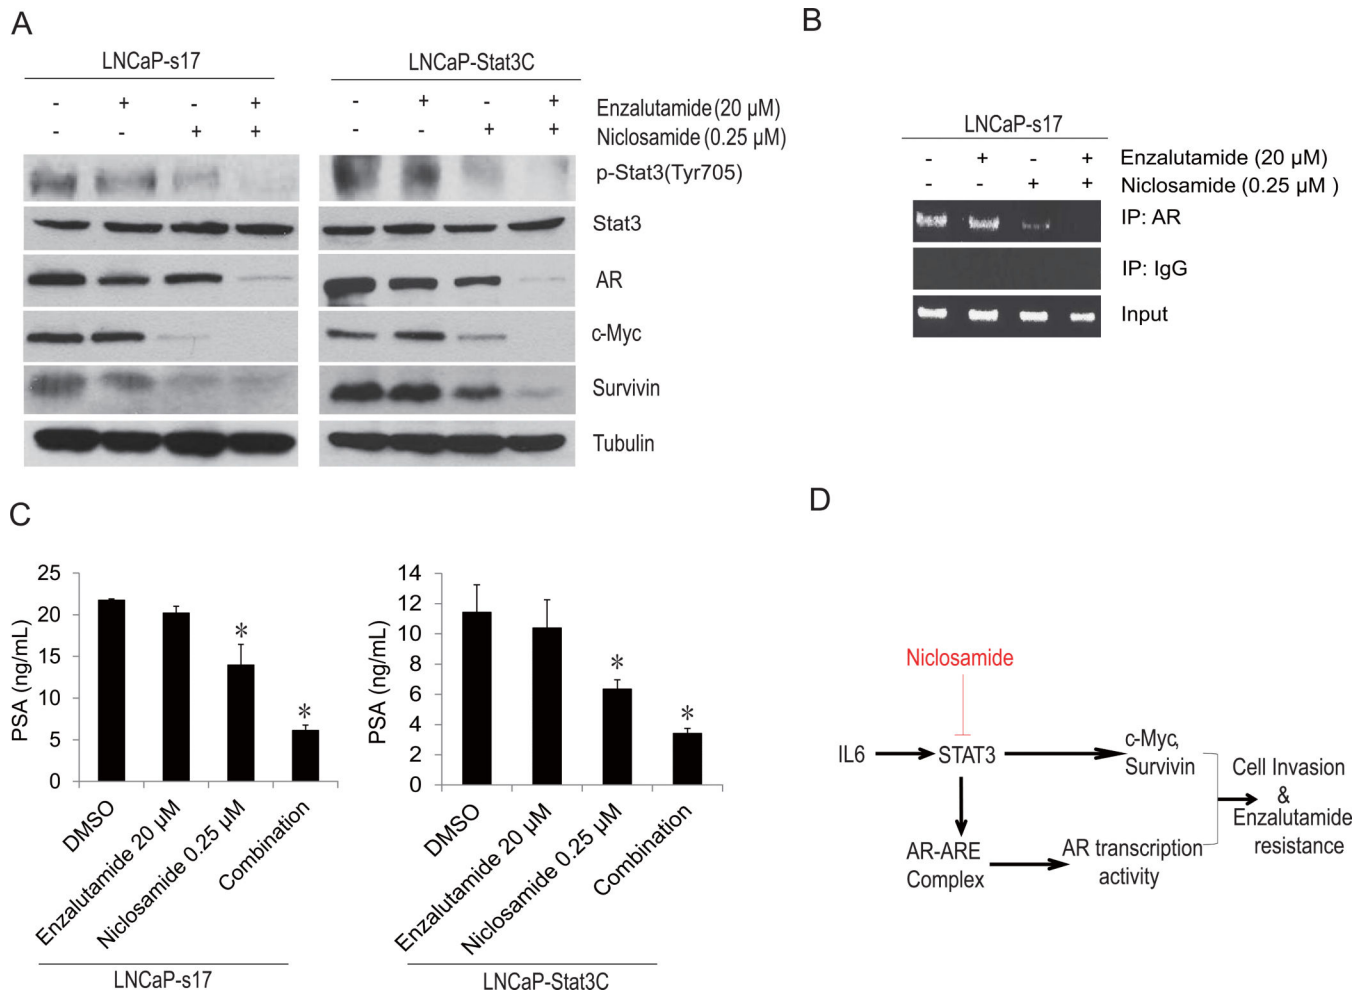 A
LNCaP-s17
LNCaP-Stat3C
- + - +
- + - +
Enzalutamide (20 µM)
- - + +
- - + +
Niclosamide (0.25 µM)
p-Stat3(Tyr705)
Stat3
AR
c-Myc
Survivin
Tubulin
B
LNCaP-s17
- + - +
Enzalutamide (20 µM)
- - + +
Niclosamide (0.25 µM )
IP: AR
IP: IgG
Input
C
PSA (ng/mL)
25
20
15
10
5
0
*
*
DMSO
Enzalutamide 20 µM
Niclosamide 0.25 µM
Combination
LNCaP-s17
PSA (ng/mL)
14
12
10
8
6
4
2
0
*
*
DMSO
Enzalutamide 20 µM
Niclosamide 0.25 µM
Combination
LNCaP-Stat3C
D
Niclosamide
IL6
STAT3
c-Myc,
Survivin
AR-ARE
Complex
AR transcription
activity
Cell Invasion
&
Enzalutamide
resistance